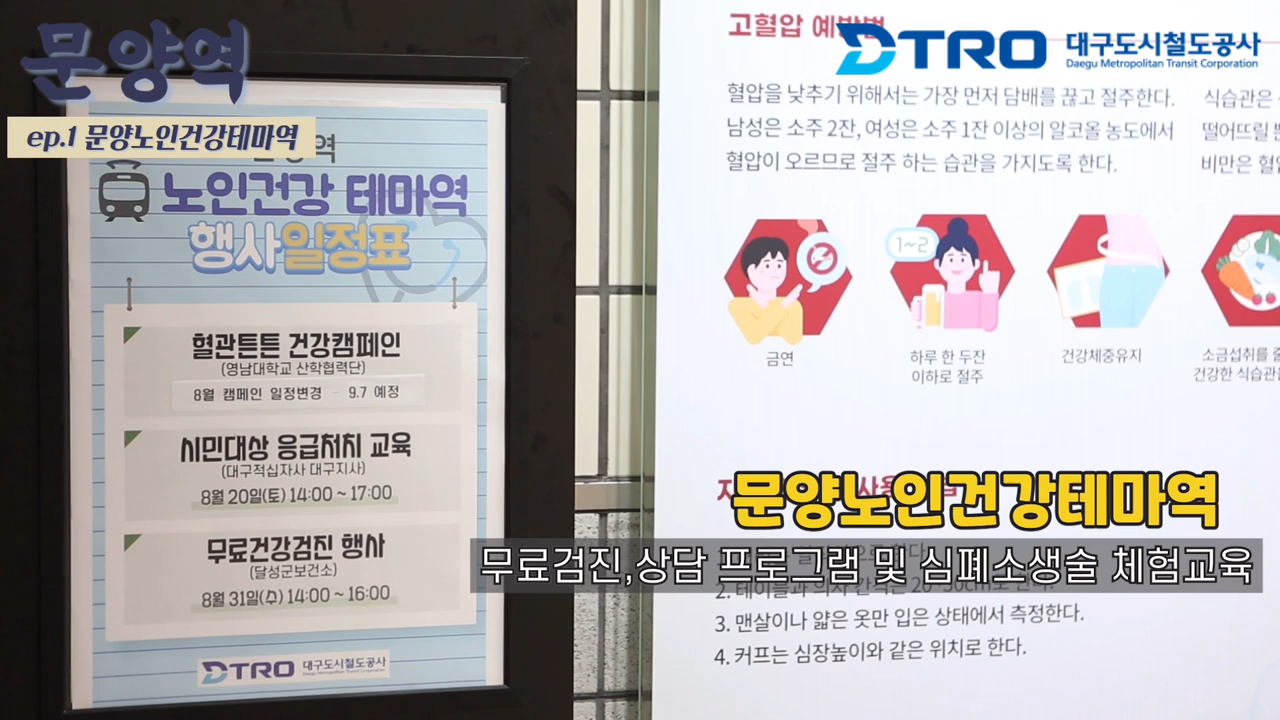 문양역
ep.1 문양노인건강테마역
노인건강 테마역
행사일정표
혈관튼튼 건강캠페인
(영남대학교 산학협력단)
8월 캠페인 일정변경 - 9.7 예정
시민대상 응급처치 교육
(대구적십자사 대구지사)
8월 20일(토) 14:00 ~ 17:00
무료건강검진 행사
(달성군보건소)
8월 31일(수) 14:00 ~ 16:00
DTRO 대구도시철도공사
Daegu Metropolitan Transit Corporation
고혈압 예방법
DTRO 대구도시철도공사
Daegu Metropolitan Transit Corporation
혈압을 낮추기 위해서는 가장 먼저 담배를 끊고 절주한다.
남성은 소주 2잔, 여성은 소주 1잔 이상의 알코올 농도에서
혈압이 오르므로 절주 하는 습관을 가지도록 한다.
식습관은
떨어뜨릴
비만은
1~2
금연
하루 한 두잔
이하로 절주
건강체중유지
소금섭취를
건강한
문양노인건강테마역
무료검진,상담 프로그램 및 심폐소생술 체험교육
2. 테이블과 의자 간격은
3. 맨살이나 얇은 옷만 입은 상태에서 측정한다.
4. 커프는 심장높이와 같은 위치로 한다.